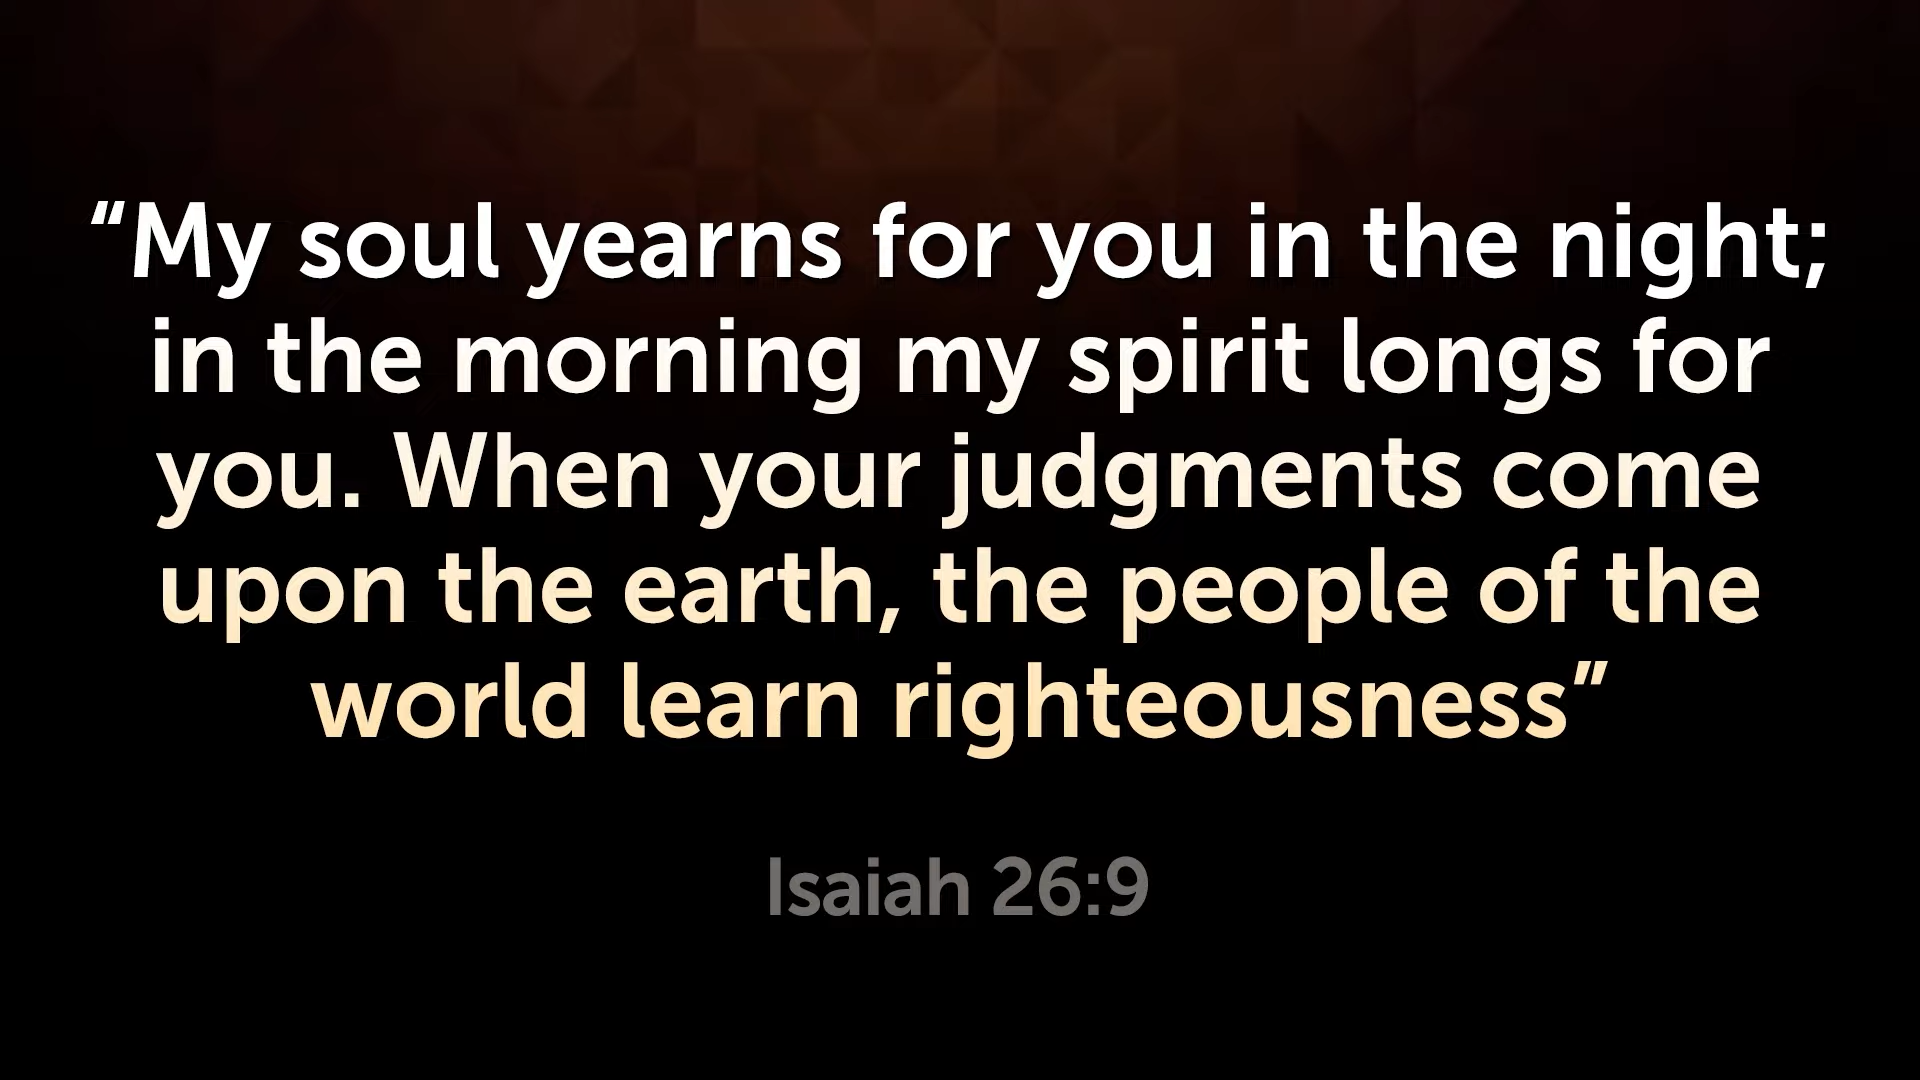 “My soul yearns for you in the night;
in the morning my spirit longs for
you. When your judgments come
upon the earth, the people of the
world learn righteousness”
Isaiah 26:9